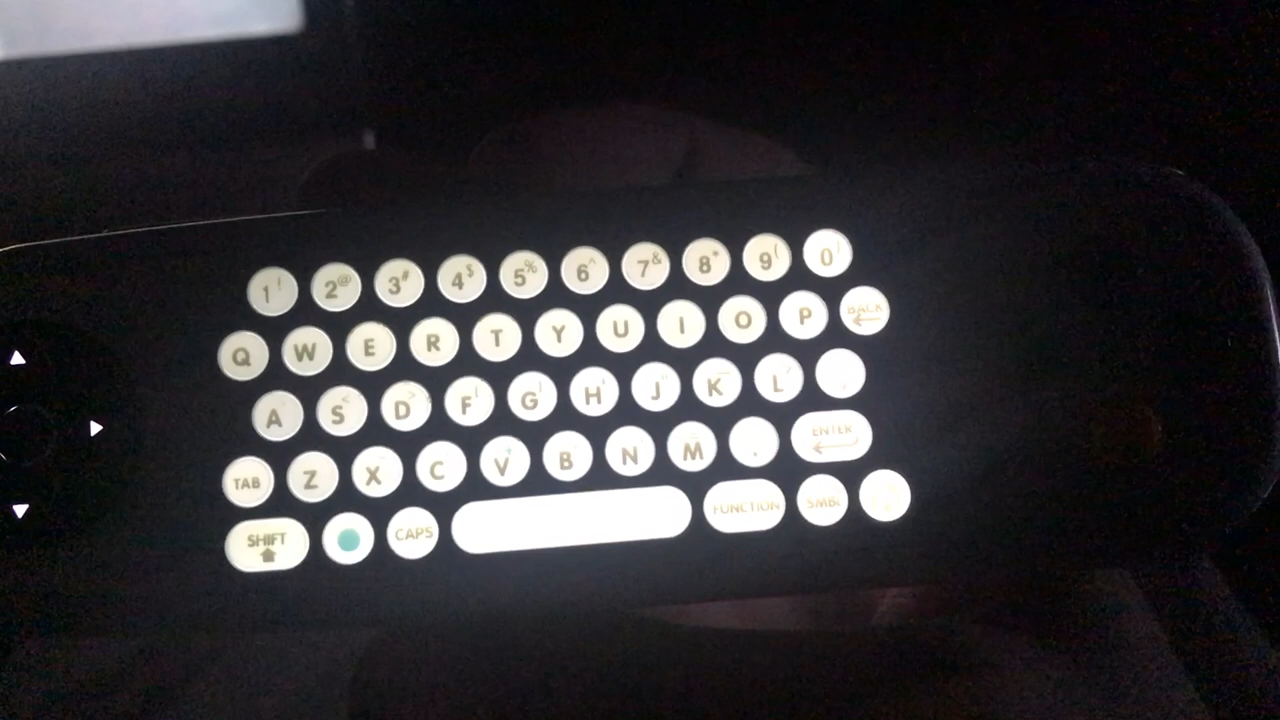 1! 2@ 3# 4$ 5% 6^ 7& 8* 9( 0)
Q W E R T Y U I O P BACK
A S< D> F G H J" K L
TAB Z X C V B N M . ENTER
SHIFT CAPS FUNCTION SMBL